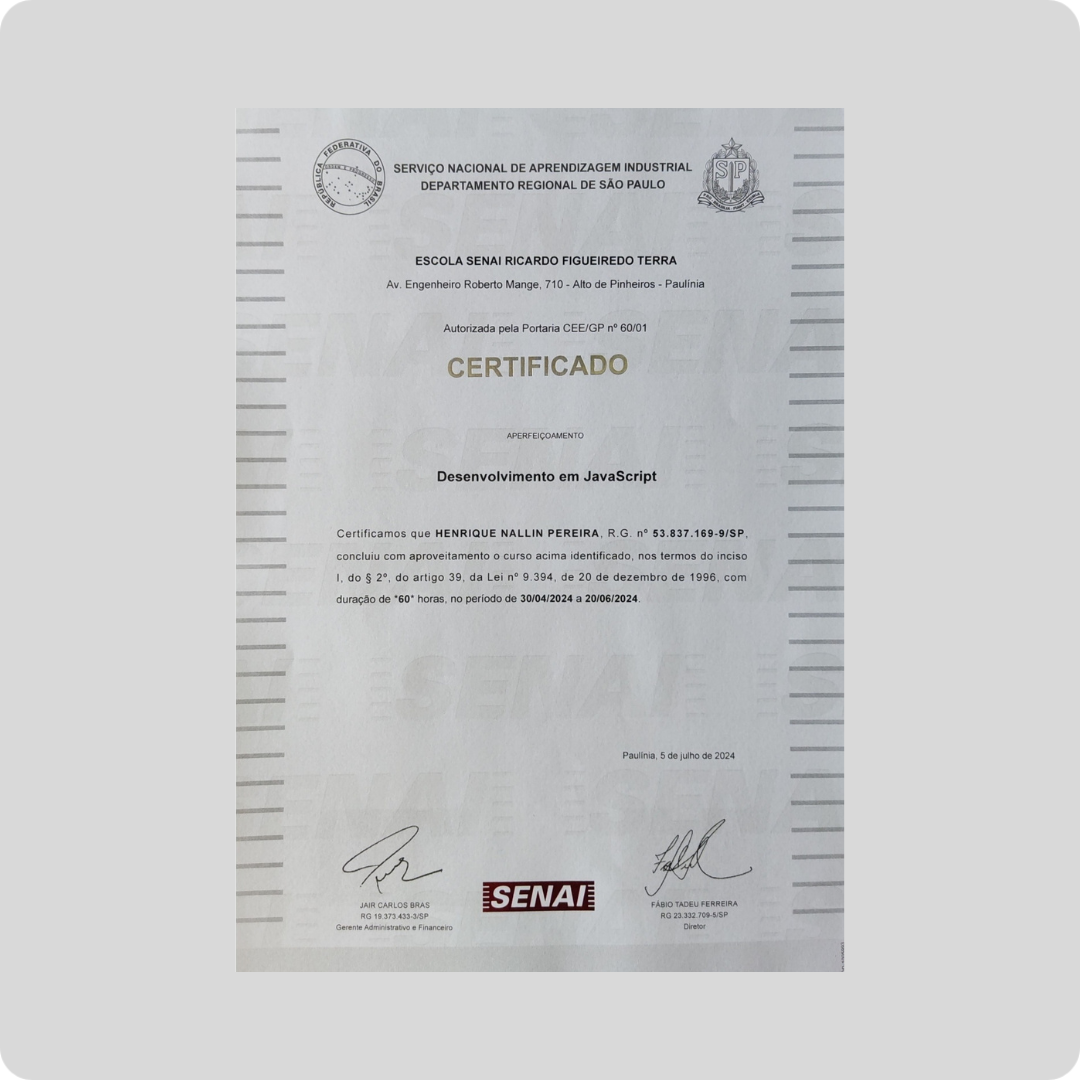 REPÚBLICA FEDERATIVA DO BRASIL
SERVIÇO NACIONAL DE APRENDIZAGEM INDUSTRIAL
DEPARTAMENTO REGIONAL DE SÃO PAULO
SP
ESCOLA SENAI RICARDO FIGUEIREDO TERRA
Av. Engenheiro Roberto Mange, 710 - Alto de Pinheiros - Paulínia
Autorizada pela Portaria CEE/GP nº 60/01
CERTIFICADO
APERFEIÇOAMENTO
Desenvolvimento em JavaScript
Certificamos que HENRIQUE NALLIN PEREIRA, R.G. nº 53.837.169-9/SP,
concluiu com aproveitamento o curso acima identificado, nos termos do inciso
I, do § 2º, do artigo 39, da Lei nº 9.394, de 20 de dezembro de 1996, com
duração de *60* horas, no período de 30/04/2024 a 20/06/2024.
Paulínia, 5 de julho de 2024
JAIR CARLOS BRAS
RG 19.373.433-3/SP
Gerente Administrativo e Financeiro
SENAI
FÁBIO TADEU FERREIRA
RG 23.332.709-5/SP
Diretor